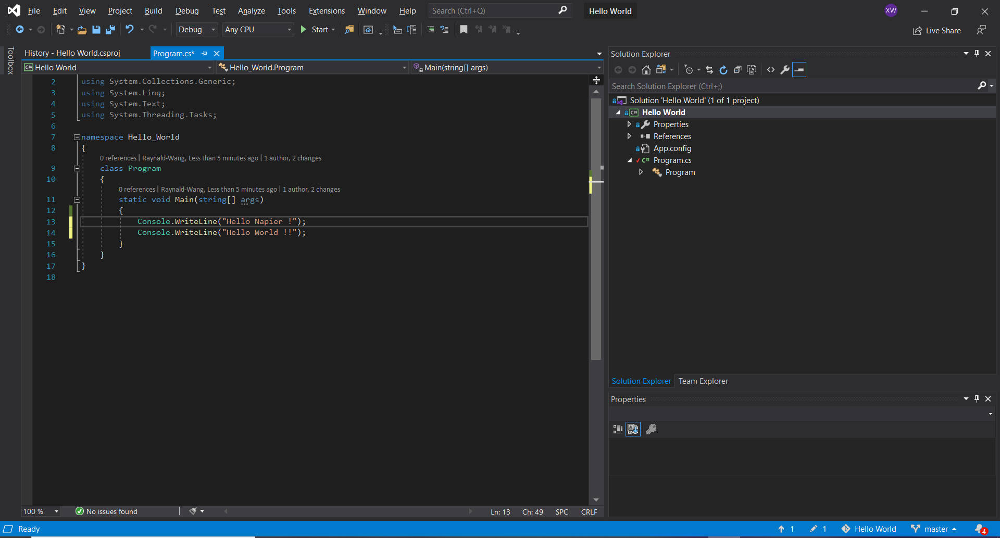 File Edit View Project Build Debug Test Analyze Tools Extensions Window Help Search (Ctrl+Q) Hello World XW
Debug Any CPU Start Live Share
Toolbox
History - Hello World.csproj Program.cs*
C# Hello World Hello_World.Program Main(string[] args)
2 using System.Collections.Generic;
3 using System.Linq;
4 using System.Text;
5 using System.Threading.Tasks;
6
7 namespace Hello_World
8 {
0 references | Raynald-Wang, Less than 5 minutes ago | 1 author, 2 changes
9 class Program
10 {
0 references | Raynald-Wang, Less than 5 minutes ago | 1 author, 2 changes
11 static void Main(string[] args)
12 {
13 Console.WriteLine("Hello Napier !");
14 Console.WriteLine("Hello World !!");
15 }
16 }
17 }
18
100 % No issues found Ln: 13 Ch: 49 SPC CRLF
Solution Explorer
Search Solution Explorer (Ctrl+;)
Solution 'Hello World' (1 of 1 project)
C# Hello World
Properties
References
App.config
C# Program.cs
Program
Solution Explorer Team Explorer
Properties
Ready 1 1 Hello World master 4